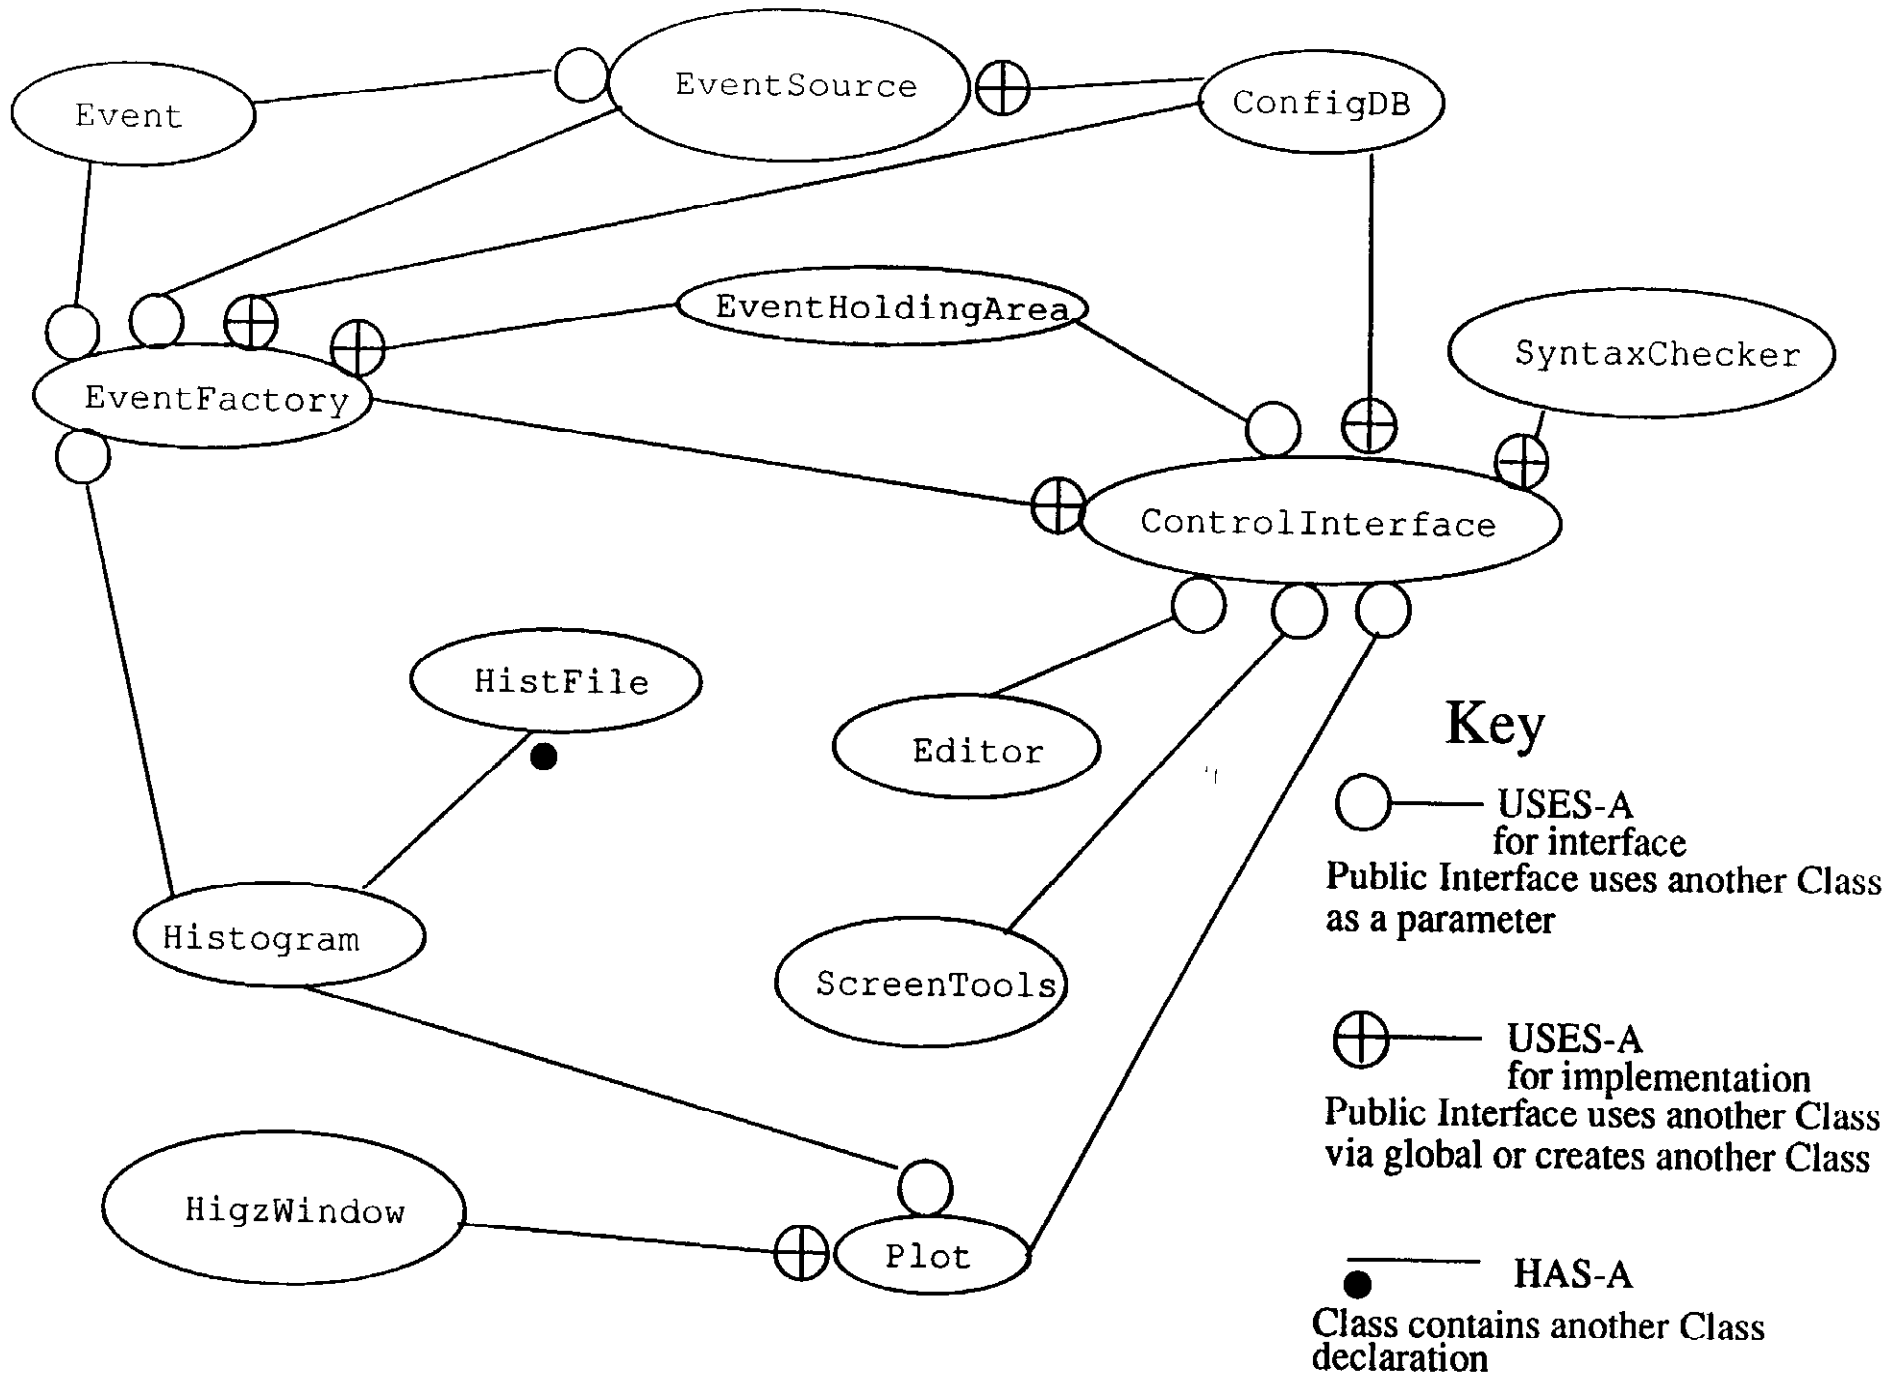 Event
EventSource
ConfigDB
EventHoldingArea
SyntaxChecker
EventFactory
ControlInterface
HistFile
Editor
Histogram
ScreenTools
HigzWindow
Plot
Key
USES-A
for interface
Public Interface uses another Class
as a parameter
USES-A
for implementation
Public Interface uses another Class
via global or creates another Class
HAS-A
Class contains another Class
declaration